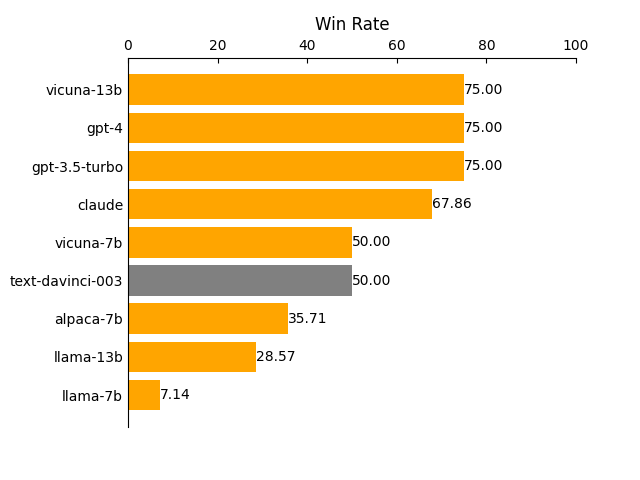 Win Rate
0 20 40 60 80 100
vicuna-13b 75.00
gpt-4 75.00
gpt-3.5-turbo 75.00
claude 67.86
vicuna-7b 50.00
text-davinci-003 50.00
alpaca-7b 35.71
llama-13b 28.57
llama-7b 7.14